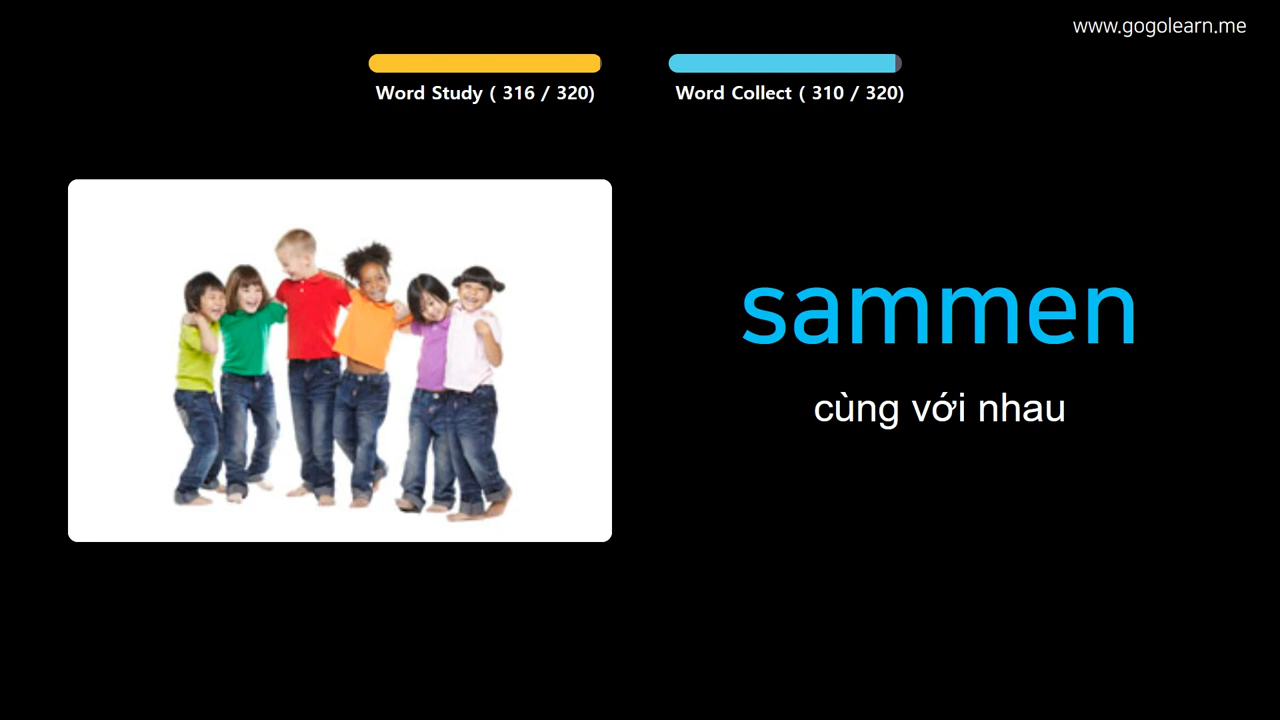 www.gogolearn.me
Word Study ( 316 / 320)
Word Collect ( 310 / 320)
sammen
cùng với nhau